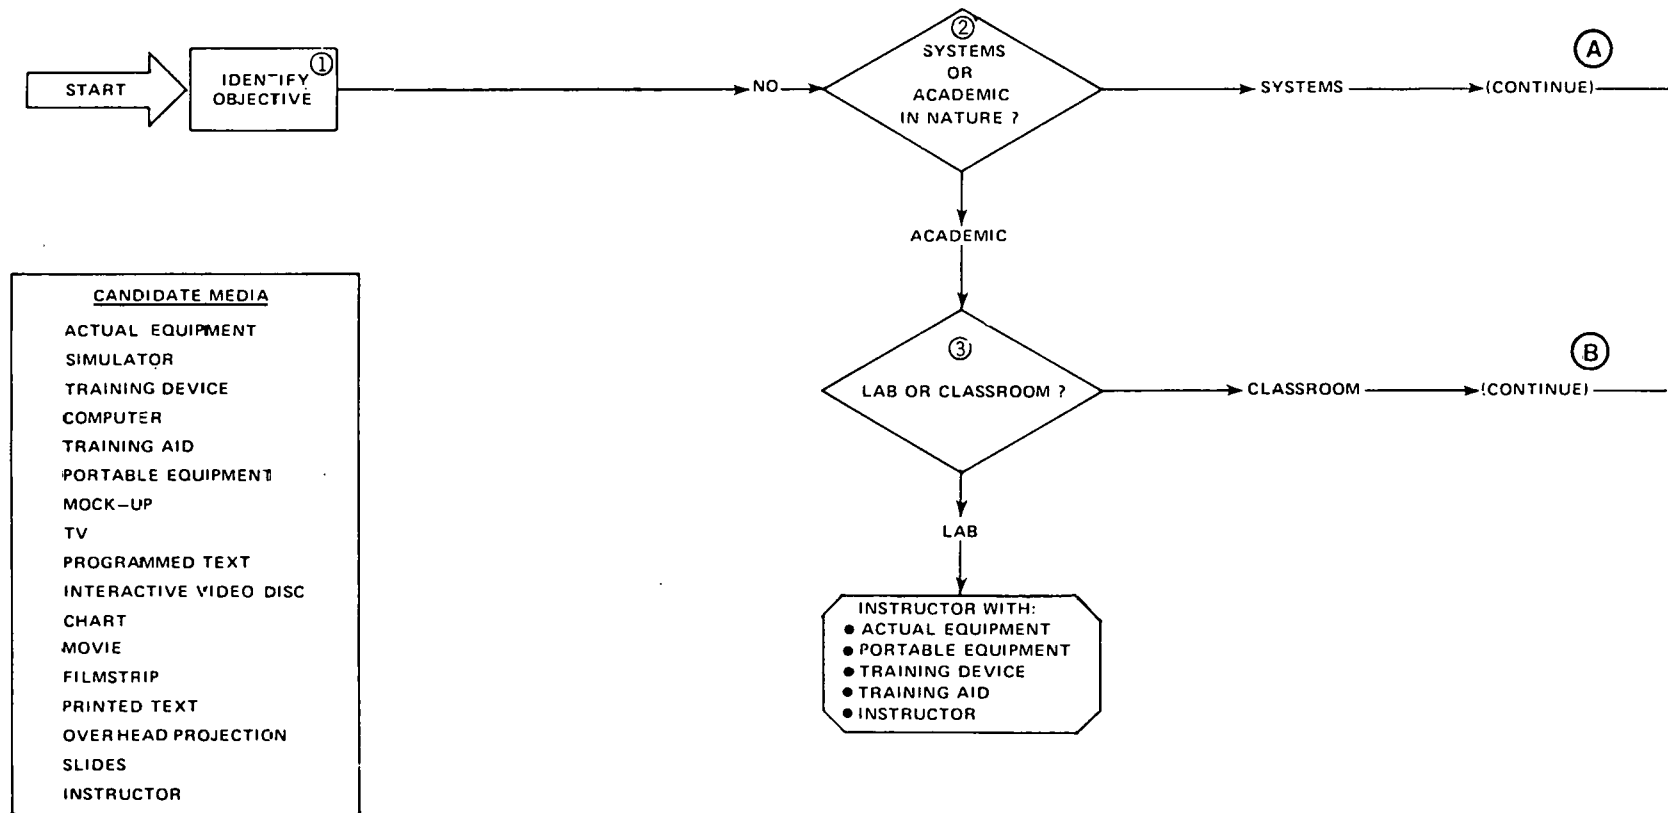 START
①
IDENTIFY
OBJECTIVE
NO
②
SYSTEMS
OR
ACADEMIC
IN NATURE ?
SYSTEMS
(CONTINUE)
A
ACADEMIC
③
LAB OR CLASSROOM ?
CLASSROOM
(CONTINUE)
B
LAB
INSTRUCTOR WITH:
● ACTUAL EQUIPMENT
● PORTABLE EQUIPMENT
● TRAINING DEVICE
● TRAINING AID
● INSTRUCTOR
CANDIDATE MEDIA
ACTUAL EQUIPMENT
SIMULATOR
TRAINING DEVICE
COMPUTER
TRAINING AID
PORTABLE EQUIPMENT
MOCK-UP
TV
PROGRAMMED TEXT
INTERACTIVE VIDEO DISC
CHART
MOVIE
FILMSTRIP
PRINTED TEXT
OVERHEAD PROJECTION
SLIDES
INSTRUCTOR